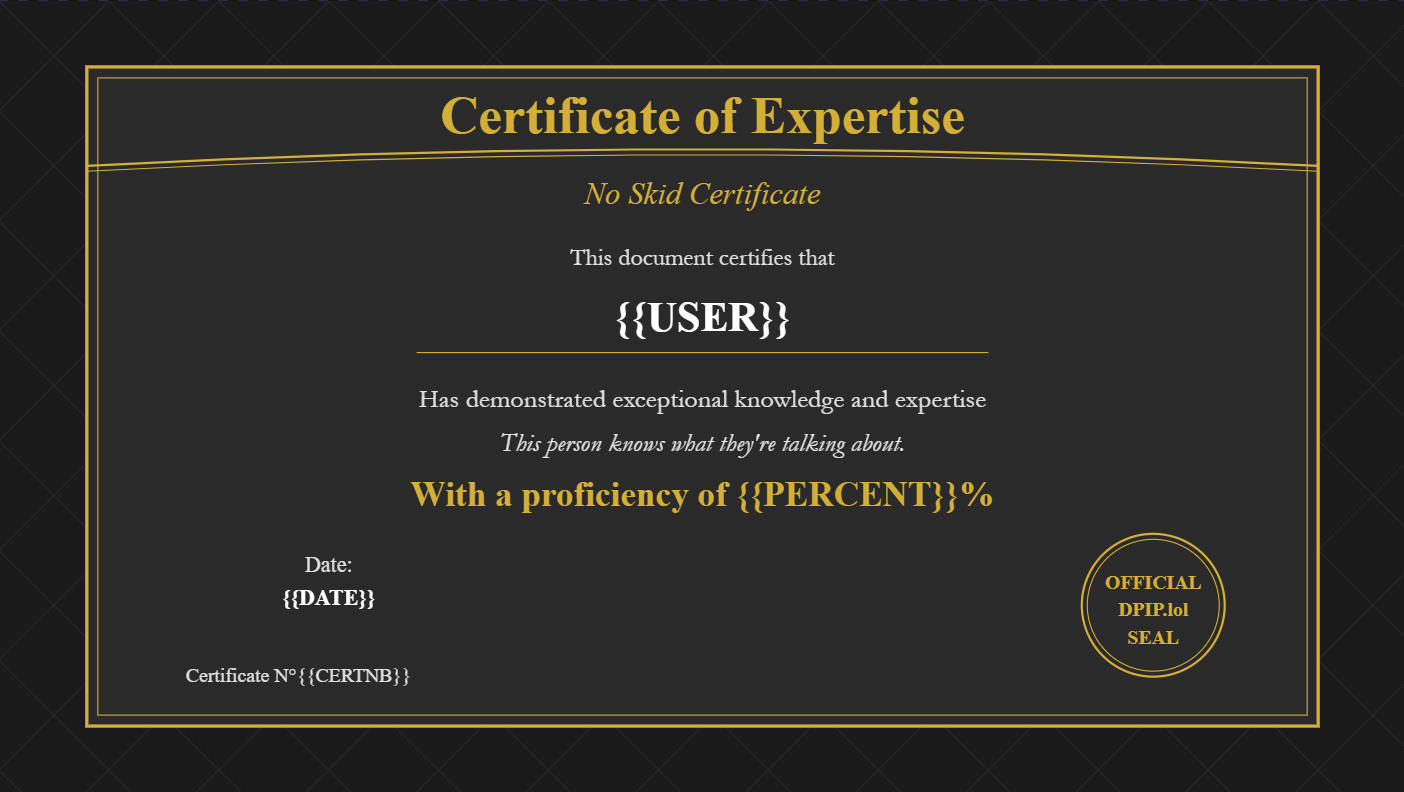 Certificate of Expertise
No Skid Certificate
This document certifies that
{{USER}}
Has demonstrated exceptional knowledge and expertise
This person knows what they're talking about.
With a proficiency of {{PERCENT}}%
Date:
{{DATE}}
Certificate N°{{CERTNB}}
OFFICIAL
DPIP.lol
SEAL